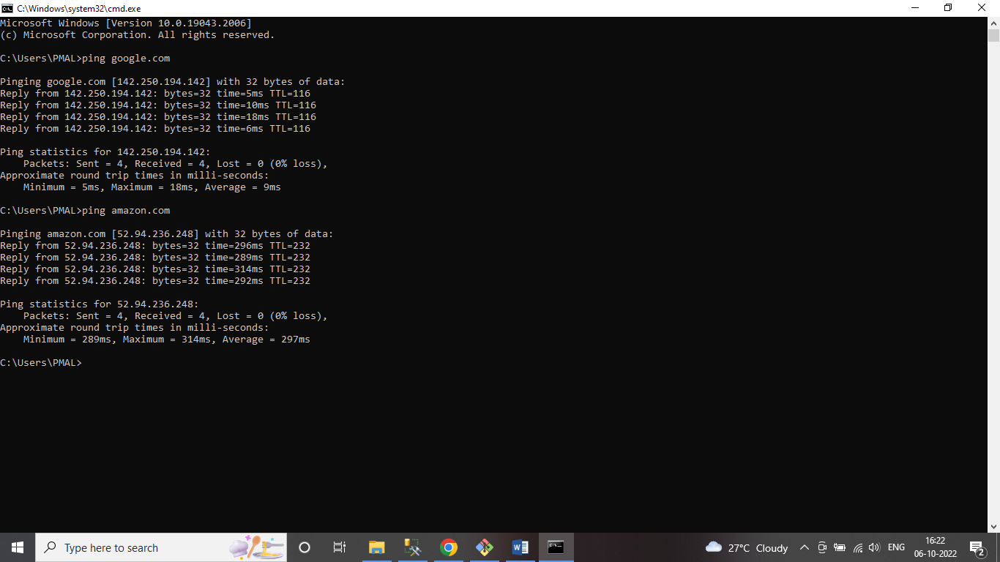 C:\Windows\system32\cmd.exe
Microsoft Windows [Version 10.0.19043.2006]
(c) Microsoft Corporation. All rights reserved.
C:\Users\PMAL>ping google.com
Pinging google.com [142.250.194.142] with 32 bytes of data:
Reply from 142.250.194.142: bytes=32 time=5ms TTL=116
Reply from 142.250.194.142: bytes=32 time=10ms TTL=116
Reply from 142.250.194.142: bytes=32 time=18ms TTL=116
Reply from 142.250.194.142: bytes=32 time=6ms TTL=116
Ping statistics for 142.250.194.142:
    Packets: Sent = 4, Received = 4, Lost = 0 (0% loss),
Approximate round trip times in milli-seconds:
    Minimum = 5ms, Maximum = 18ms, Average = 9ms
C:\Users\PMAL>ping amazon.com
Pinging amazon.com [52.94.236.248] with 32 bytes of data:
Reply from 52.94.236.248: bytes=32 time=296ms TTL=232
Reply from 52.94.236.248: bytes=32 time=289ms TTL=232
Reply from 52.94.236.248: bytes=32 time=314ms TTL=232
Reply from 52.94.236.248: bytes=32 time=292ms TTL=232
Ping statistics for 52.94.236.248:
    Packets: Sent = 4, Received = 4, Lost = 0 (0% loss),
Approximate round trip times in milli-seconds:
    Minimum = 289ms, Maximum = 314ms, Average = 297ms
C:\Users\PMAL>
Type here to search
27°C Cloudy
ENG
16:22
06-10-2022
2